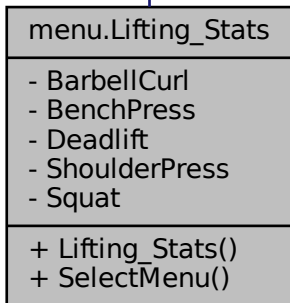 menu.Lifting_Stats
- BarbellCurl
- BenchPress
- Deadlift
- ShoulderPress
- Squat
+ Lifting_Stats()
+ SelectMenu()